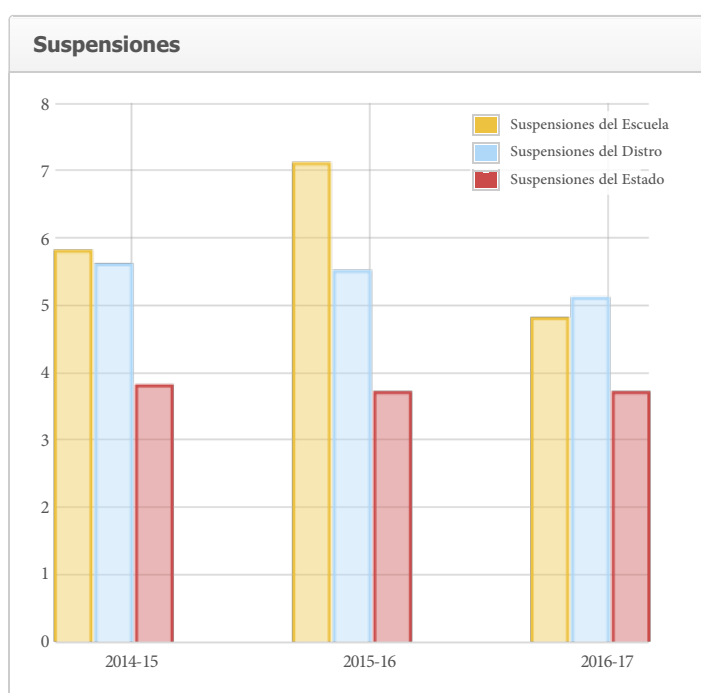 Suspensiones
8
Suspensiones del Escuela
Suspensiones del Distro
7
Suspensiones del Estado
6
5
4
3
2
1
0
2014-15 2015-16 2016-17